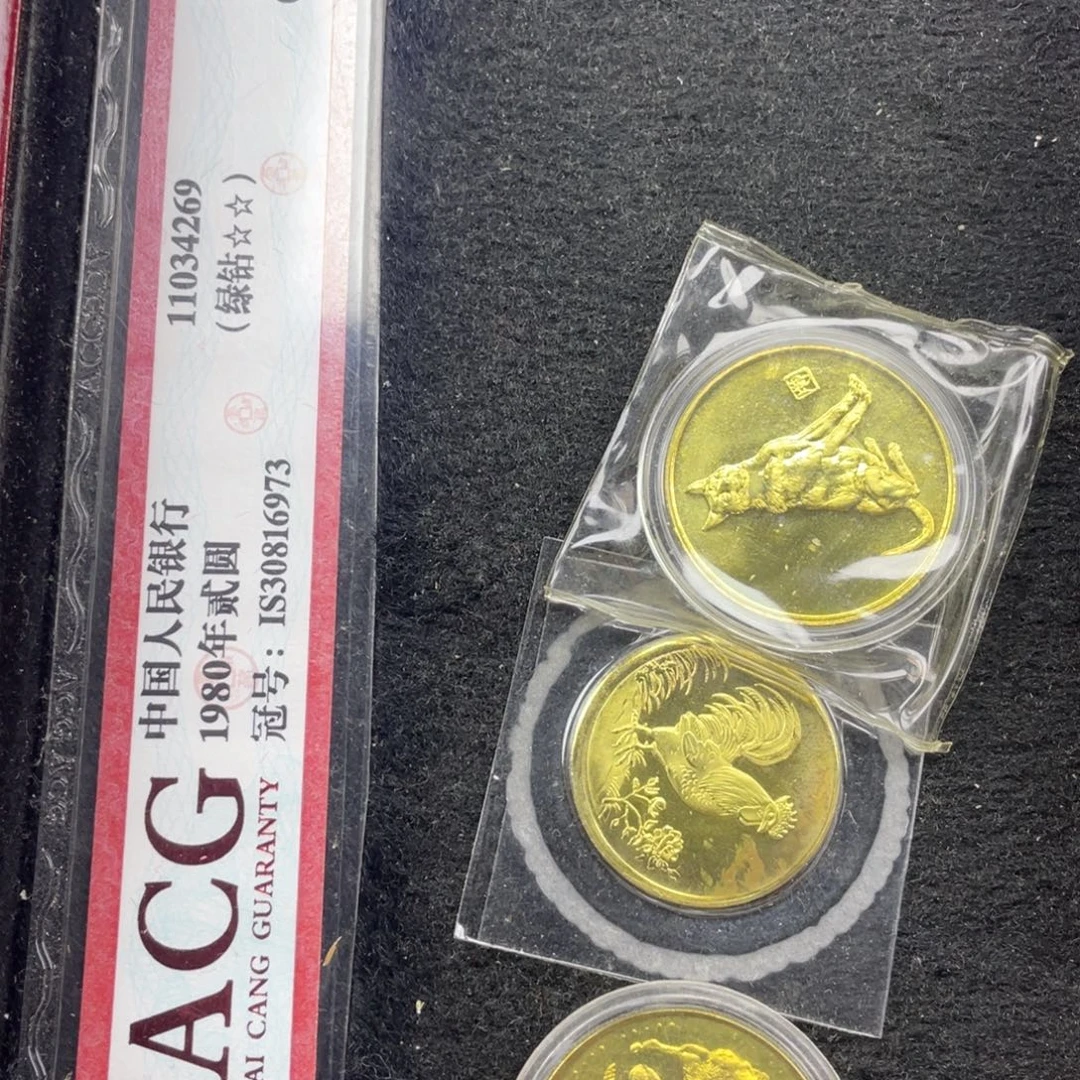 ACG
AI CANG GUARANTY
中国人民银行
1980年贰圆
冠号：IS30816973
11034269
（绿钻☆☆）